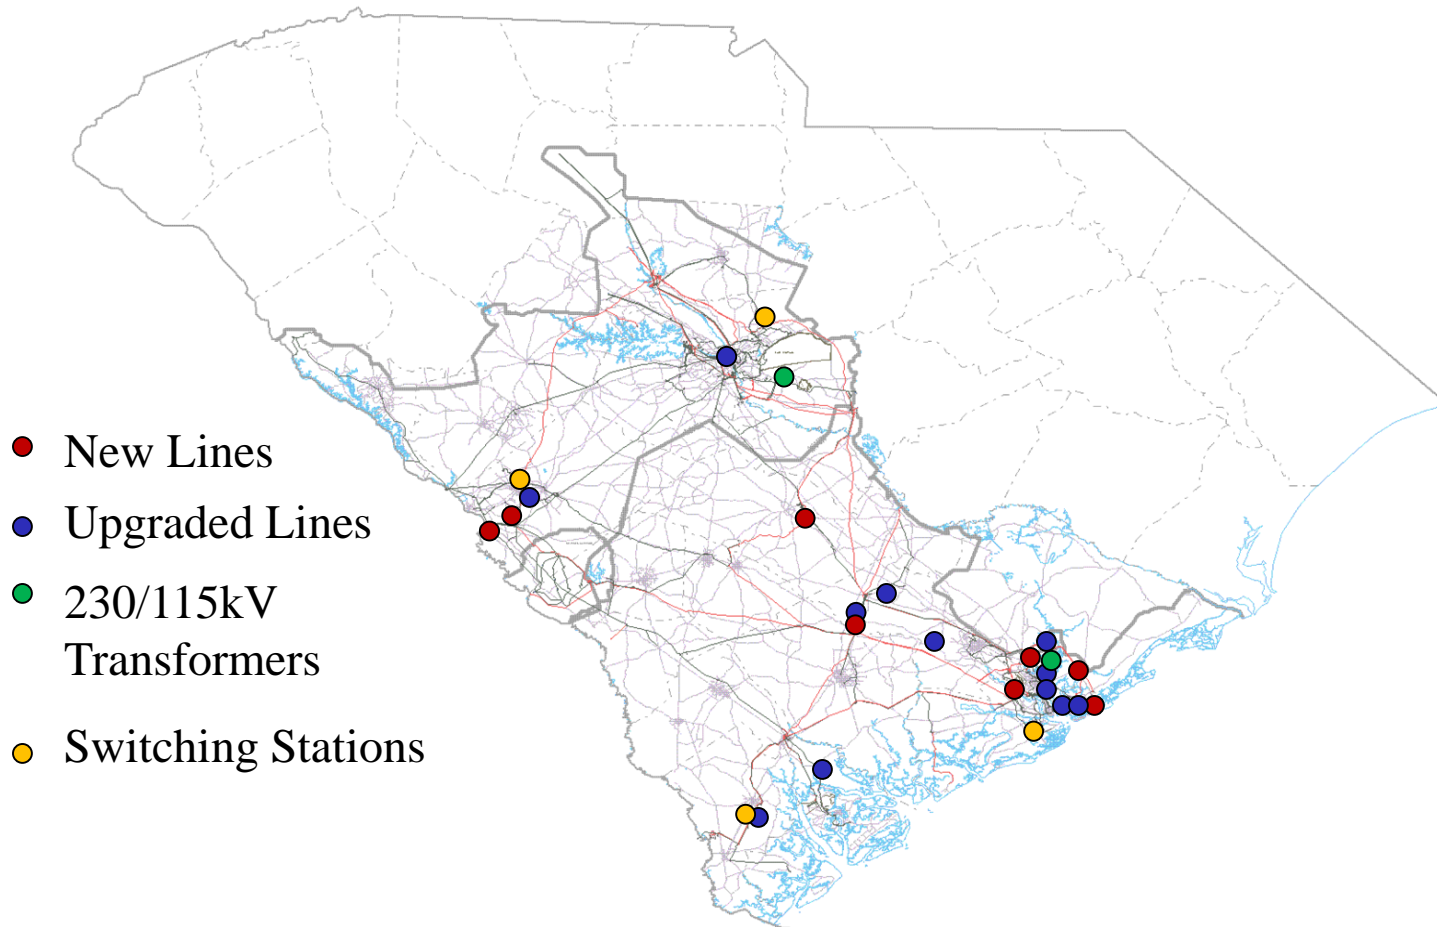 New Lines
Upgraded Lines
230/115kV
Transformers
Switching Stations